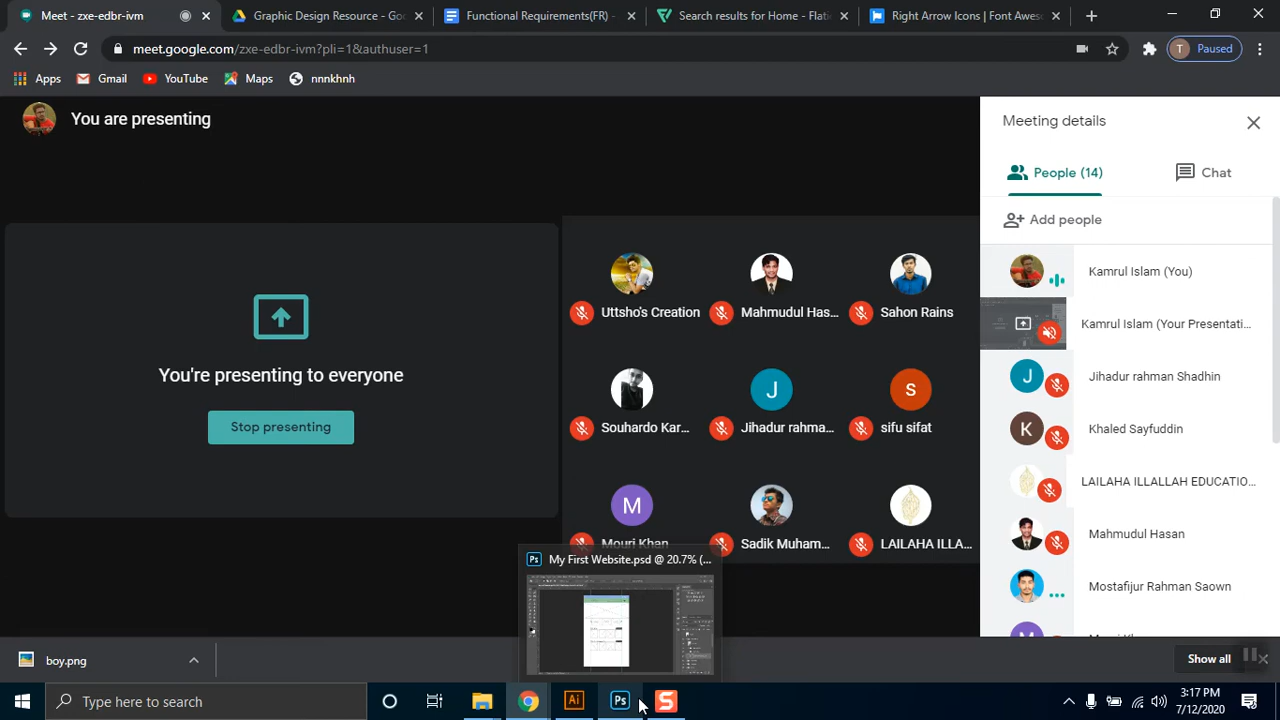 Meet - zxe-edbr-ivm
Graphic Design Resource - Go
Functional Requirements(FR) -
Search results for Home - Flati
Right Arrow Icons | Font Aweso
meet.google.com/zxe-edbr-ivm?pli=1&authuser=1
T
Paused
Apps
Gmail
YouTube
Maps
nnnkhnh
You are presenting
Meeting details
People (14)
Chat
Add people
You're presenting to everyone
Stop presenting
Uttsho's Creation
Mahmudul Has...
Sahon Rains
J
s
Souhardo Kar...
Jihadur rahma...
sifu sifat
M
Mouri Khan
Sadik Muham...
LAILAHA ILLA...
Kamrul Islam (You)
Kamrul Islam (Your Presentati...
J
Jihadur rahman Shadhin
K
Khaled Sayfuddin
LAILAHA ILLALLAH EDUCATIO...
Mahmudul Hasan
Mostafijur Rahman Saown
Ps
My First Website.psd @ 20.7% (...
boy.png
Show all
Type here to search
Ai
Ps
S
3:17 PM
7/12/2020